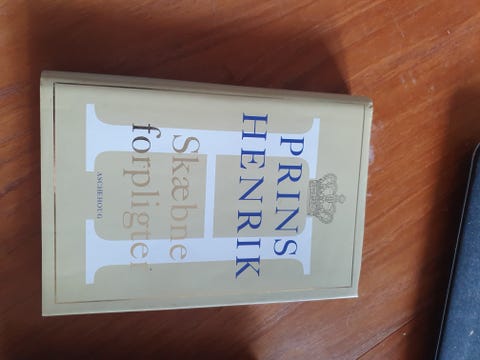 PRINS
HENRIK
Skæbne
forpligter
ASCHEHOUG